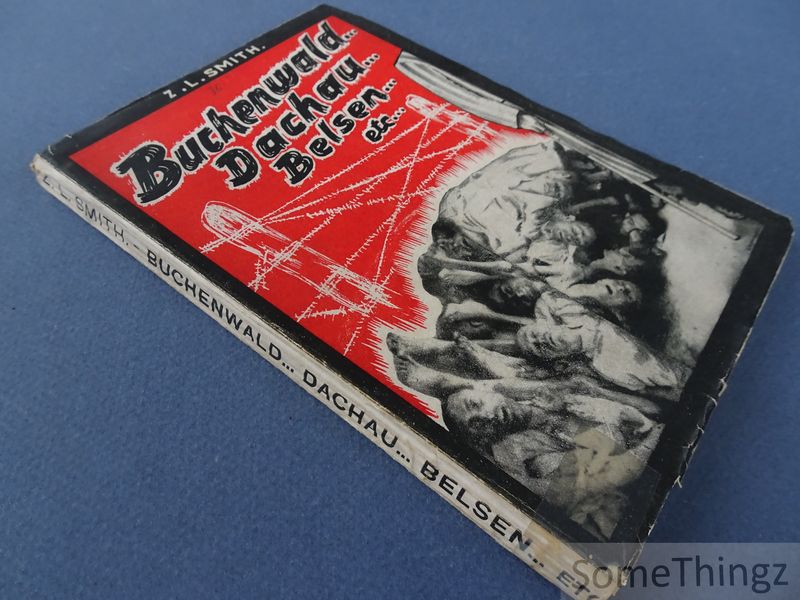 Z.L. SMITH.
Buchenwald...
Dachau...
Belsen...
etc...
Z. L. SMITH. – BUCHENWALD... DACHAU... BELSEN... ETC
SomeThingz